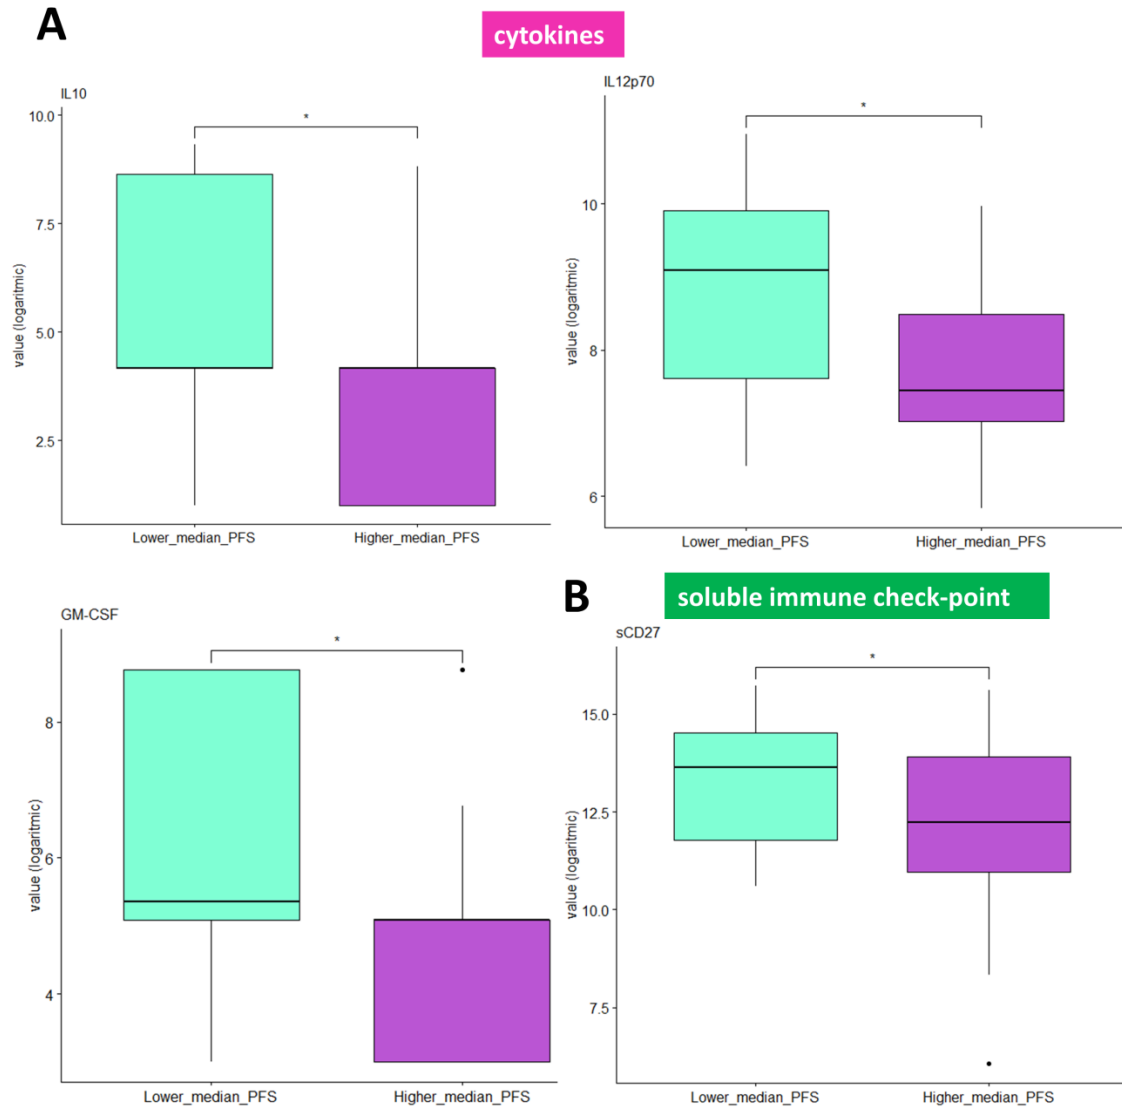 A
cytokines
IL10
*
10.0
7.5
5.0
2.5
value (logaritmic)
Lower_median_PFS
Higher_median_PFS
IL12p70
*
10
8
6
value (logaritmic)
Lower_median_PFS
Higher_median_PFS
GM-CSF
*
8
6
4
value (logaritmic)
Lower_median_PFS
Higher_median_PFS
B
soluble immune check-point
sCD27
*
15.0
12.5
10.0
7.5
value (logaritmic)
Lower_median_PFS
Higher_median_PFS